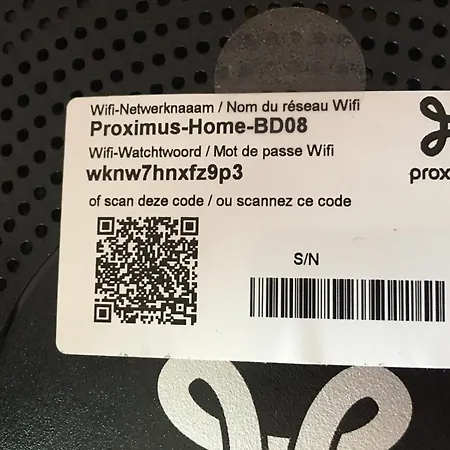 Wifi-Netwerknaaam / Nom du réseau Wifi
Proximus-Home-BD08
Wifi-Watchtwoord / Mot de passe Wifi
wknw7hnxfz9p3
of scan deze code / ou scannez ce code
S/N
prox